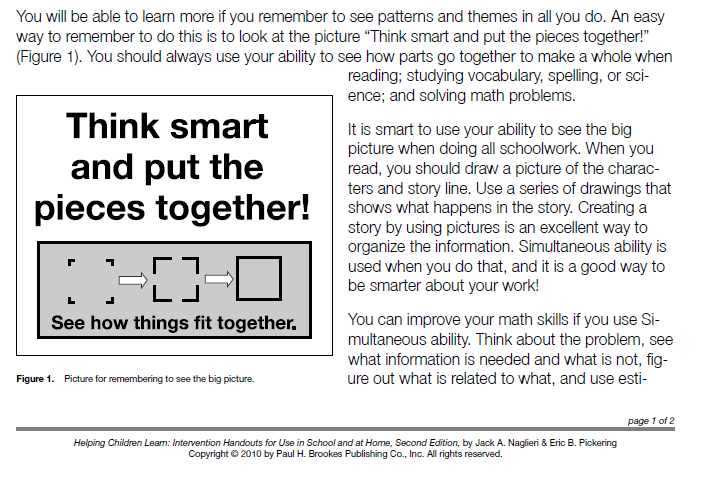 You will be able to learn more if you remember to see patterns and themes in all you do. An easy
way to remember to do this is to look at the picture “Think smart and put the pieces together!”
(Figure 1). You should always use your ability to see how parts go together to make a whole when
reading; studying vocabulary, spelling, or sci-
ence; and solving math problems.
Think smart
and put the
pieces together!
See how things fit together.
Figure 1. Picture for remembering to see the big picture.
It is smart to use your ability to see the big
picture when doing all schoolwork. When you
read, you should draw a picture of the charac-
ters and story line. Use a series of drawings that
shows what happens in the story. Creating a
story by using pictures is an excellent way to
organize the information. Simultaneous ability is
used when you do that, and it is a good way to
be smarter about your work!
You can improve your math skills if you use Si-
multaneous ability. Think about the problem, see
what information is needed and what is not, fig-
ure out what is related to what, and use esti-
page 1 of 2
Helping Children Learn: Intervention Handouts for Use in School and at Home, Second Edition, by Jack A. Naglieri & Eric B. Pickering
Copyright © 2010 by Paul H. Brookes Publishing Co., Inc. All rights reserved.